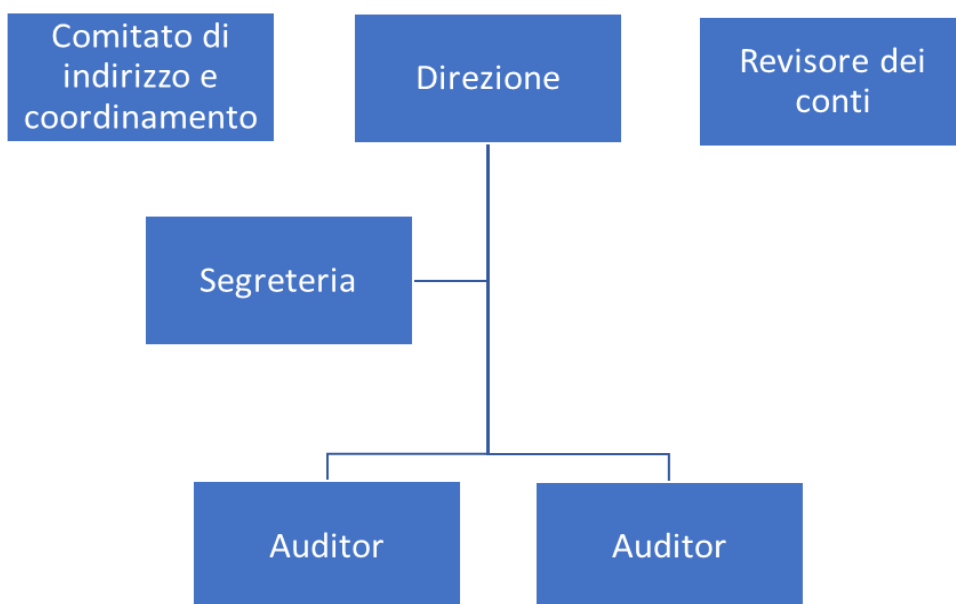 Comitato di
indirizzo e
coordinamento
Direzione
Revisore dei
conti
Segreteria
Auditor
Auditor